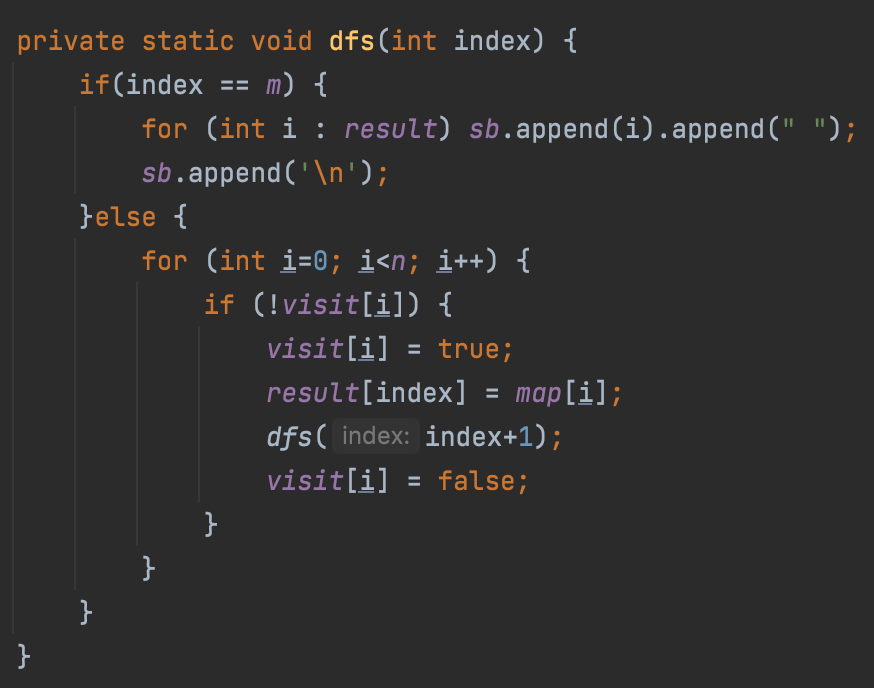 private static void dfs(int index) {
    if(index == m) {
        for (int i : result) sb.append(i).append(" ");
        sb.append('\n');
    }else {
        for (int i=0; i<n; i++) {
            if (!visit[i]) {
                visit[i] = true;
                result[index] = map[i];
                dfs( index: index+1);
                visit[i] = false;
            }
        }
    }
}